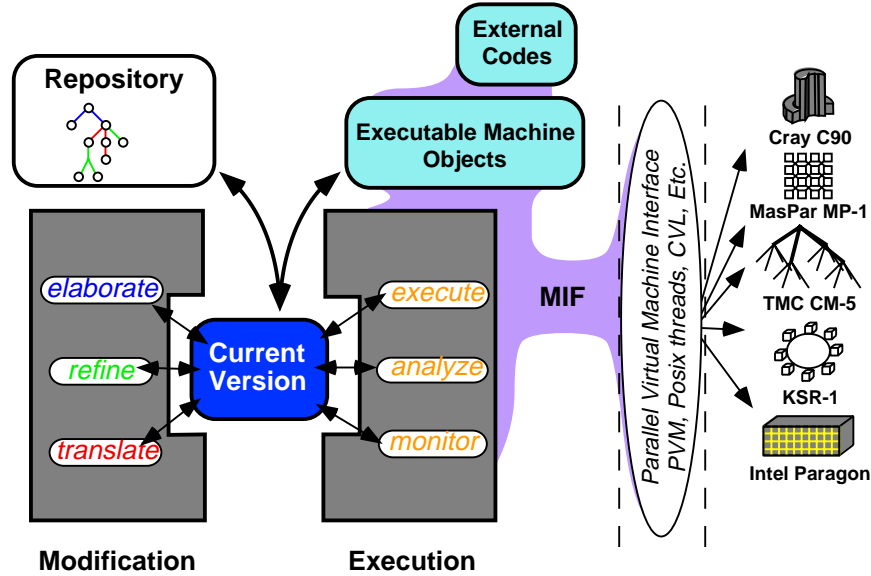 External
Codes
Repository
Executable Machine
Objects
elaborate
refine
translate
Current
Version
execute
analyze
monitor
MIF
Parallel Virtual Machine Interface
PVM, Posix threads, CVL, Etc.
Cray C90
MasPar MP-1
TMC CM-5
KSR-1
Intel Paragon
Modification
Execution